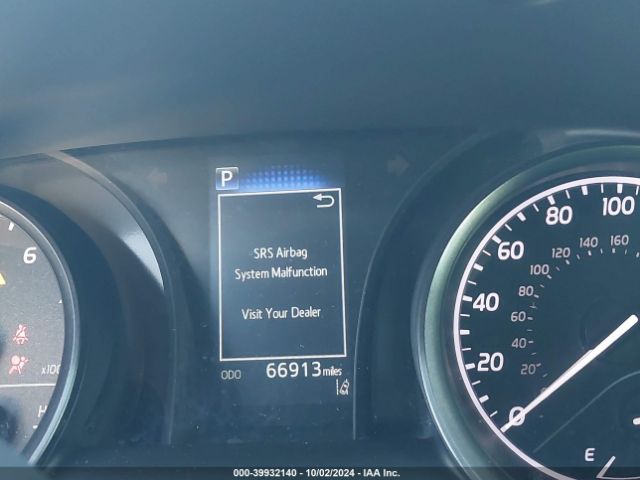 P
SRS Airbag
System Malfunction
Visit Your Dealer
ODO 66913 miles
6
x100
H
100
80
60
40
20
0
160
140
120
100
80
60
40
20
E
000-39932140 - 10/02/2024 - IAA Inc.